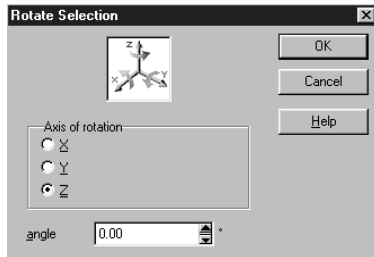 Rotate Selection
Z
X Y
OK
Cancel
Help
Axis of rotation
X
Y
Z
angle 0.00 °